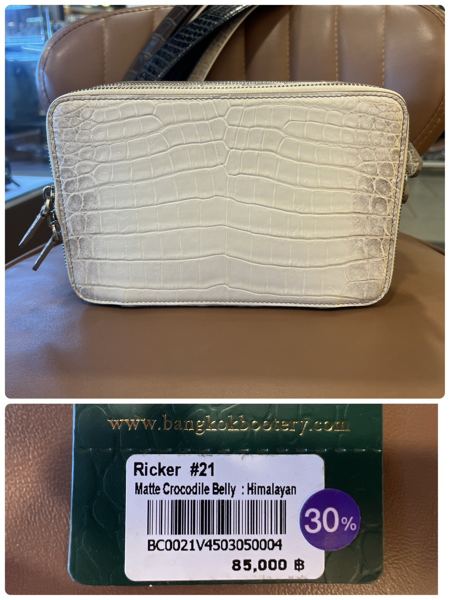 www.bangkokbootery.com
Ricker #21
Matte Crocodile Belly : Himalayan
BC0021V4503050004
85,000 ฿
30%